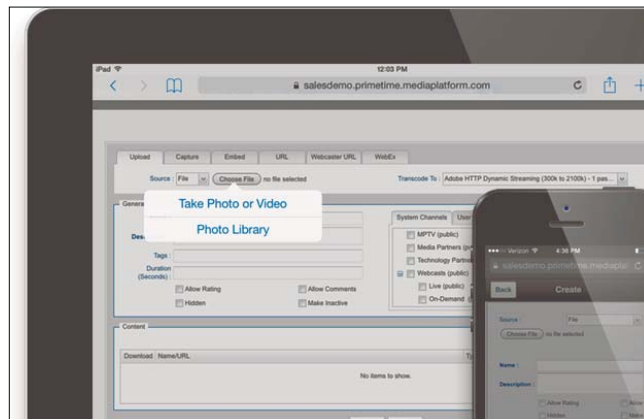 iPad 12:03 PM
salesdemo.primetime.mediaplatform.com
Upload Capture Embed URL Webcaster URL WebEx
Source: File Choose File no file selected Transcode To: Adobe HTTP Dynamic Streaming (300k to 2100k) - 1 pas...
Take Photo or Video
Photo Library
System Channels User
MPTV (public)
Media Partners
Technology
Webcasts (public)
Live (public)
On-Demand
Tags:
Duration
(Seconds):
Allow Rating Allow Comments
Hidden Make Inactive
Content
Download Name/URL
No items to show.
Verizon 4:36 PM
salesdemo.primetime.mediaplat
Back Create
Source: File
Choose File no file selected
Name:
Description:
Allow Rating
Hidden